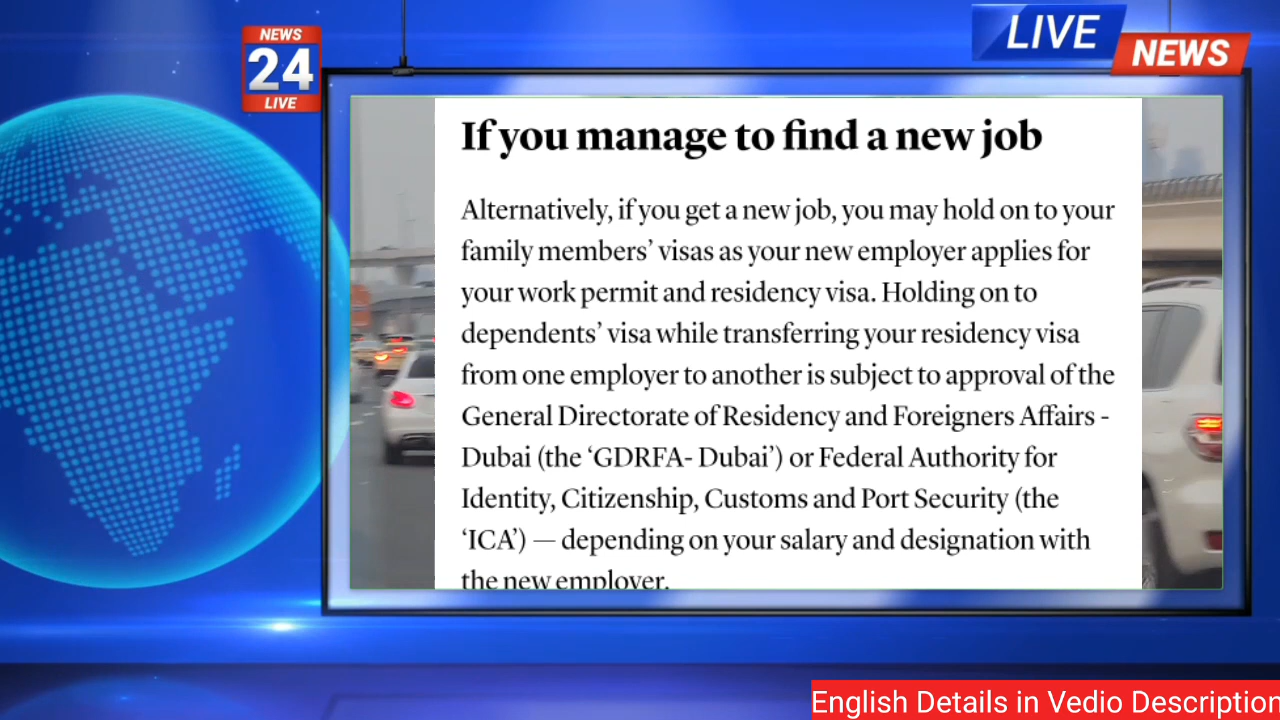 NEWS
24
LIVE
LIVE
NEWS
If you manage to find a new job
Alternatively, if you get a new job, you may hold on to your
family members’ visas as your new employer applies for
your work permit and residency visa. Holding on to
dependents’ visa while transferring your residency visa
from one employer to another is subject to approval of the
General Directorate of Residency and Foreigners Affairs -
Dubai (the ‘GDRFA- Dubai’) or Federal Authority for
Identity, Citizenship, Customs and Port Security (the
‘ICA’) — depending on your salary and designation with
the new employer.
English Details in Vedio Description